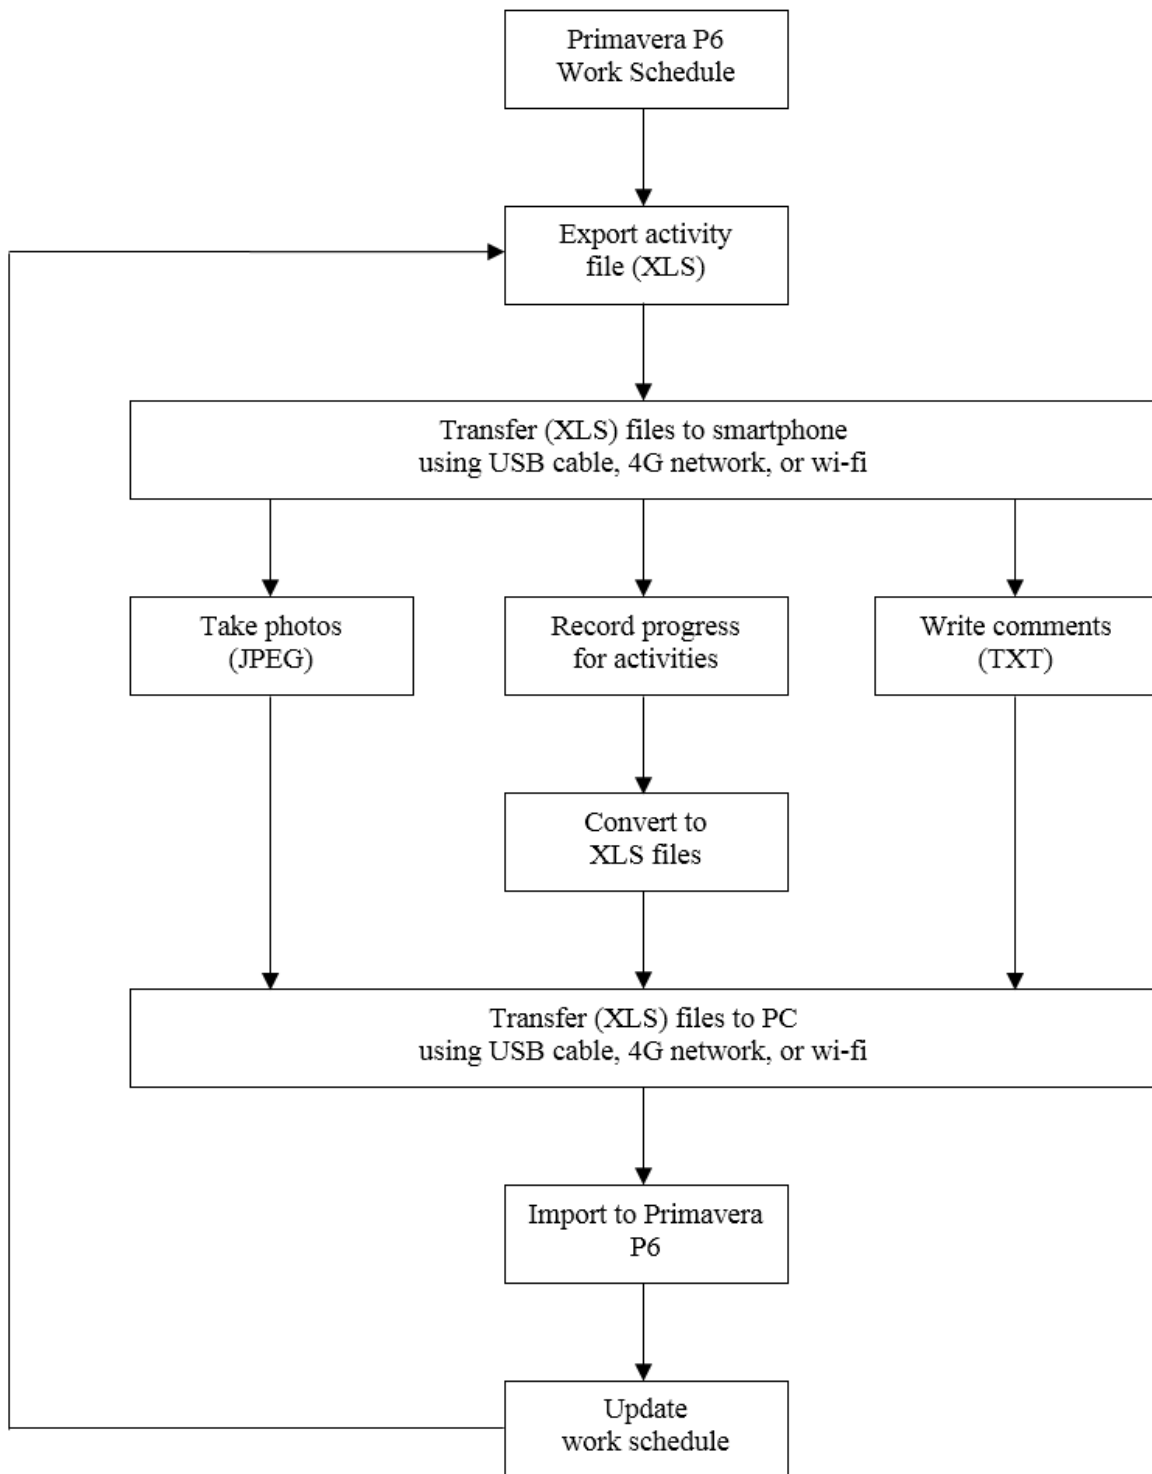 Primavera P6
Work Schedule
Export activity
file (XLS)
Transfer (XLS) files to smartphone
using USB cable, 4G network, or wi-fi
Take photos
(JPEG)
Record progress
for activities
Write comments
(TXT)
Convert to
XLS files
Transfer (XLS) files to PC
using USB cable, 4G network, or wi-fi
Import to Primavera
P6
Update
work schedule